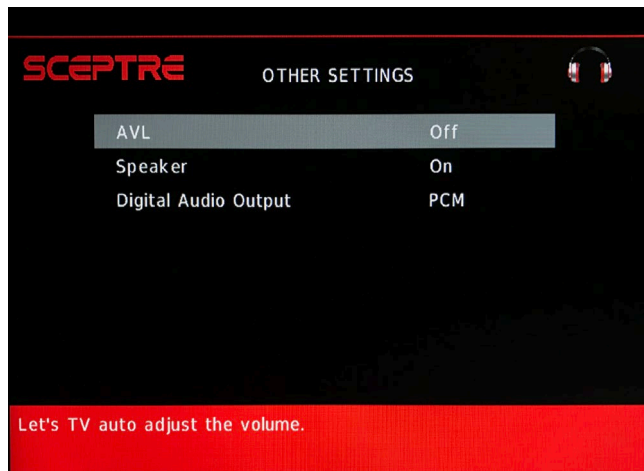 SCEPTRE
OTHER SETTINGS
AVL Off
Speaker On
Digital Audio Output PCM
Let's TV auto adjust the volume.